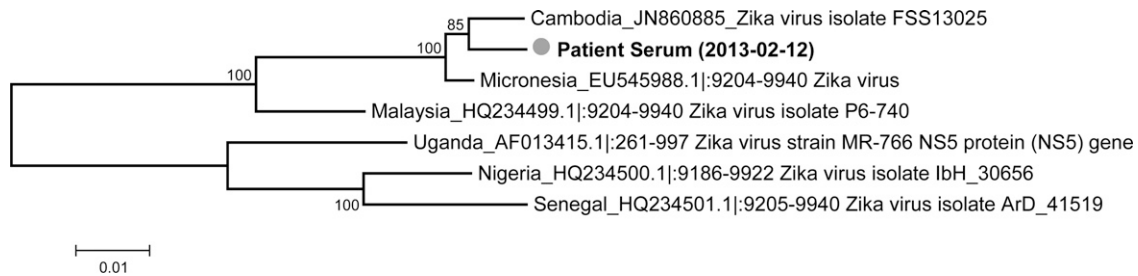 85
Cambodia_JN860885_Zika virus isolate FSS13025
100
Patient Serum (2013-02-12)
100
Micronesia_EU545988.1|:9204-9940 Zika virus
Malaysia_HQ234499.1|:9204-9940 Zika virus isolate P6-740
Uganda_AF013415.1|:261-997 Zika virus strain MR-766 NS5 protein (NS5) gene
Nigeria_HQ234500.1|:9186-9922 Zika virus isolate IbH_30656
100
Senegal_HQ234501.1|:9205-9940 Zika virus isolate ArD_41519
0.01